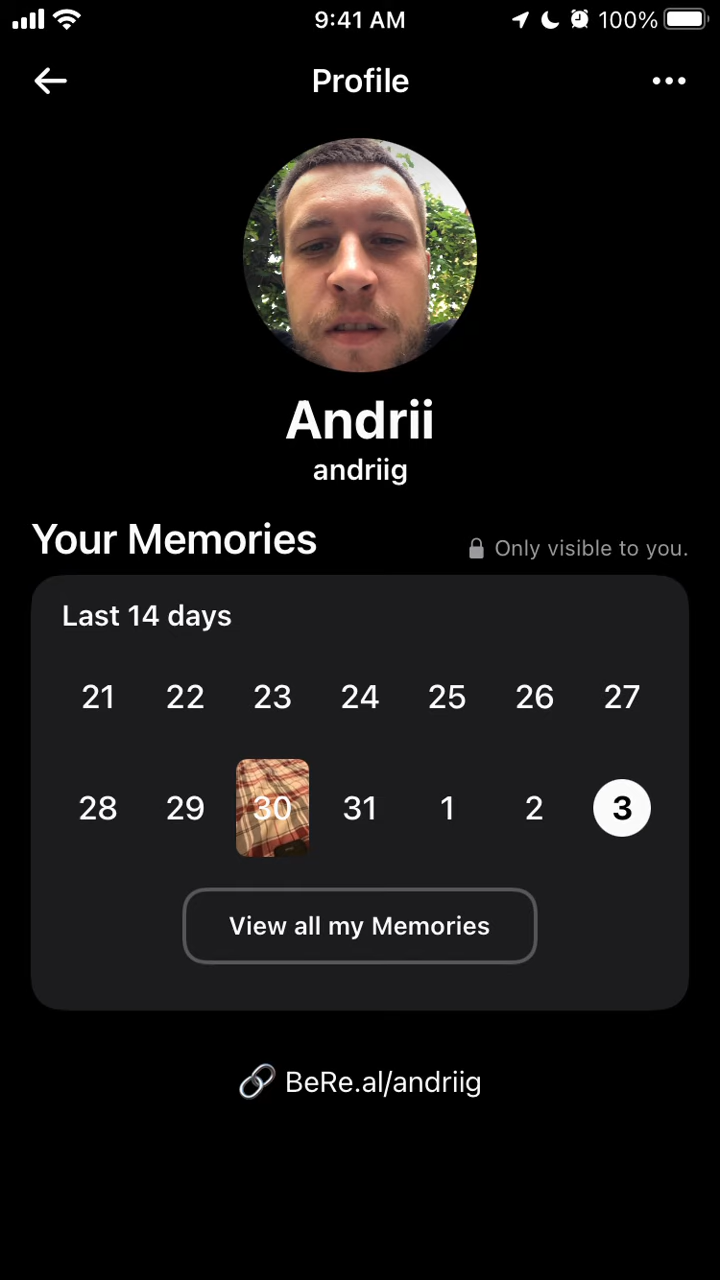 9:41 AM 100%
Profile
Andrii
andriig
Your Memories Only visible to you.
Last 14 days
21 22 23 24 25 26 27
28 29 30 31 1 2 3
View all my Memories
BeRe.al/andriig